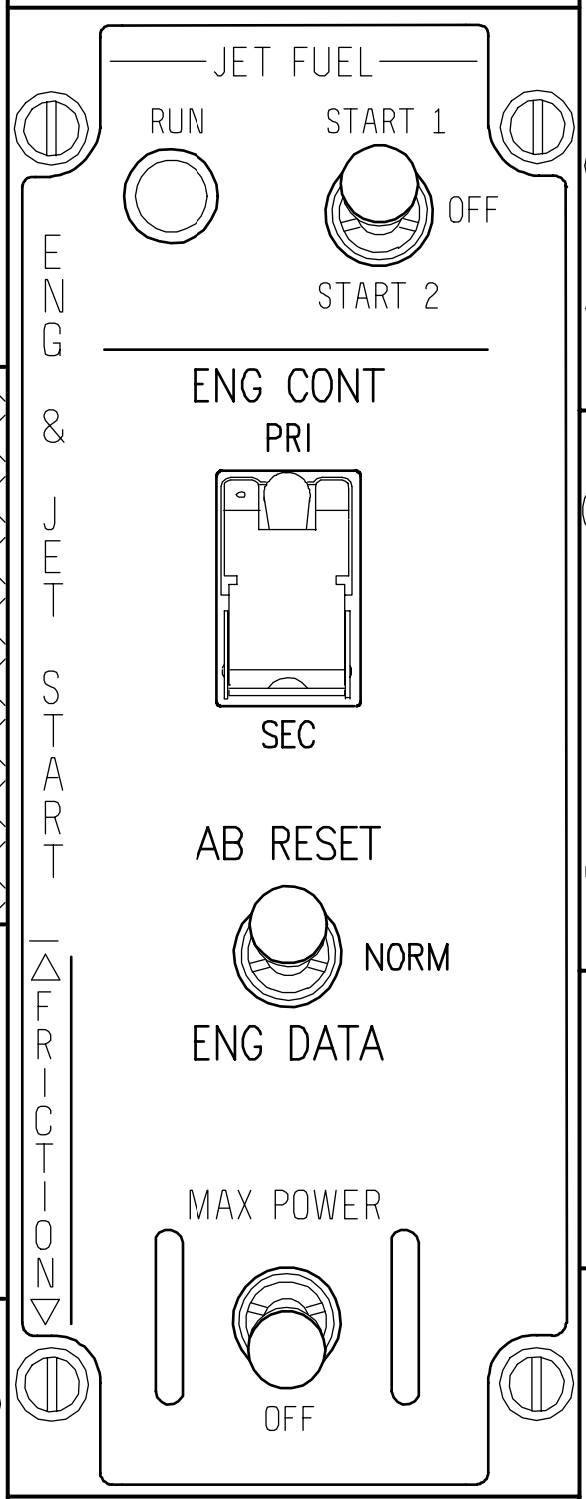 JET FUEL
RUN
START 1
OFF
START 2
ENG & JET START
ENG CONT
PRI
SEC
AB RESET
NORM
ENG DATA
FRICTION
MAX POWER
OFF